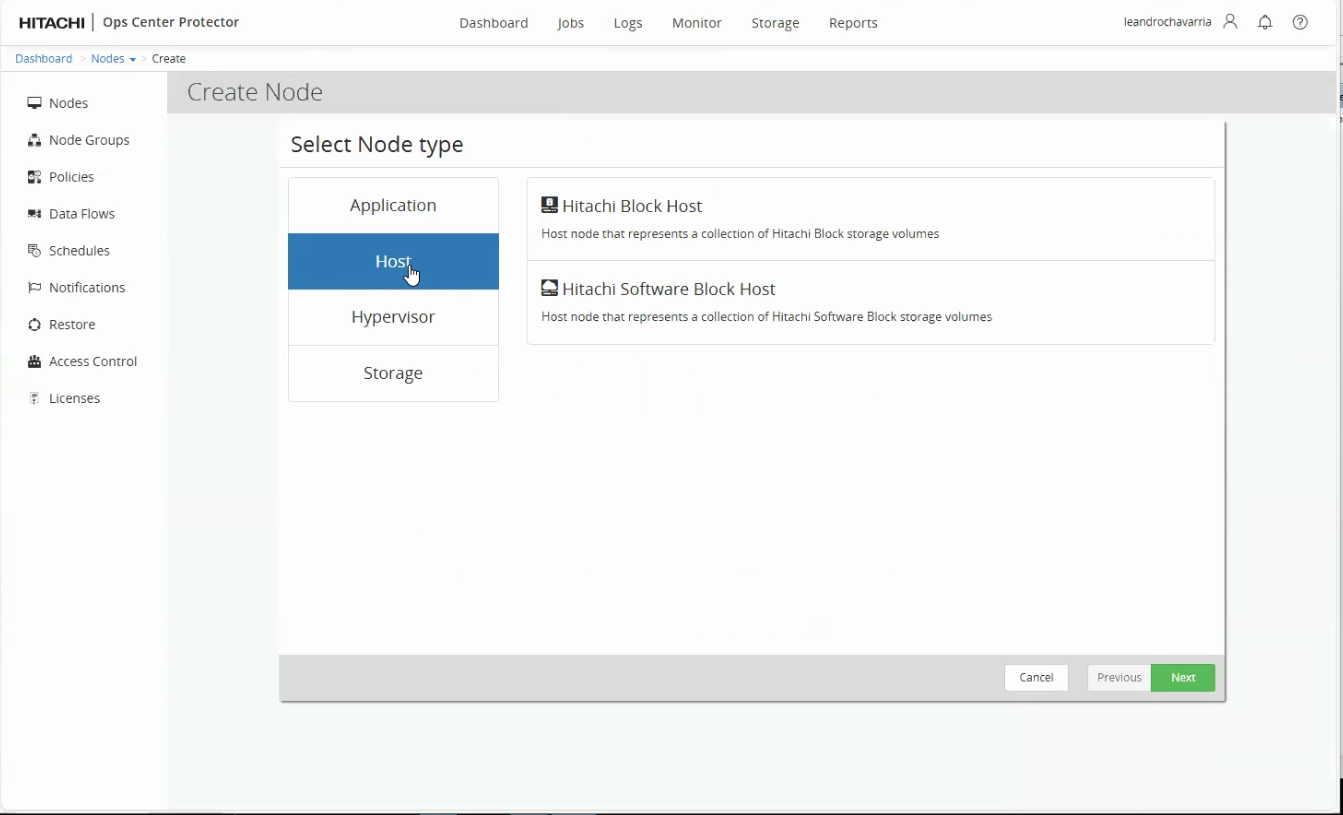 HITACHI | Ops Center Protector
Dashboard Jobs Logs Monitor Storage Reports
leandrochavarria
Dashboard > Nodes > Create
Nodes
Node Groups
Policies
Data Flows
Schedules
Notifications
Restore
Access Control
Licenses
Create Node
Select Node type
Application
Host
Hypervisor
Storage
Hitachi Block Host
Host node that represents a collection of Hitachi Block storage volumes
Hitachi Software Block Host
Host node that represents a collection of Hitachi Software Block storage volumes
Cancel Previous Next